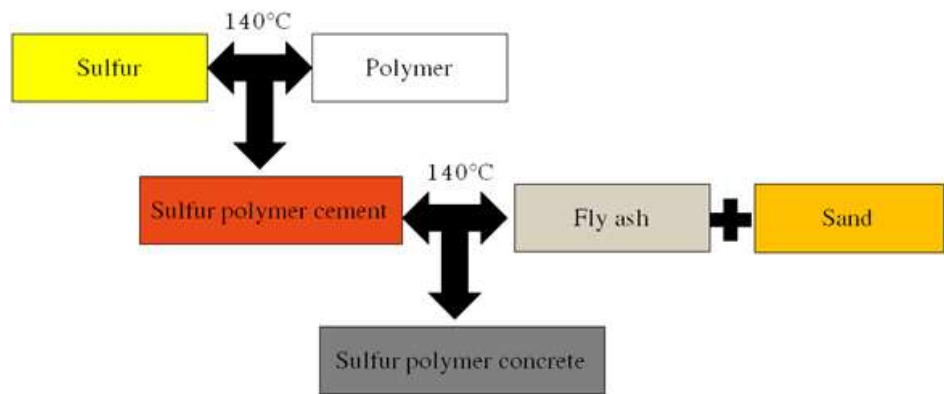 140°C
Sulfur
Polymer
140°C
Sulfur polymer cement
Fly ash
Sand
Sulfur polymer concrete